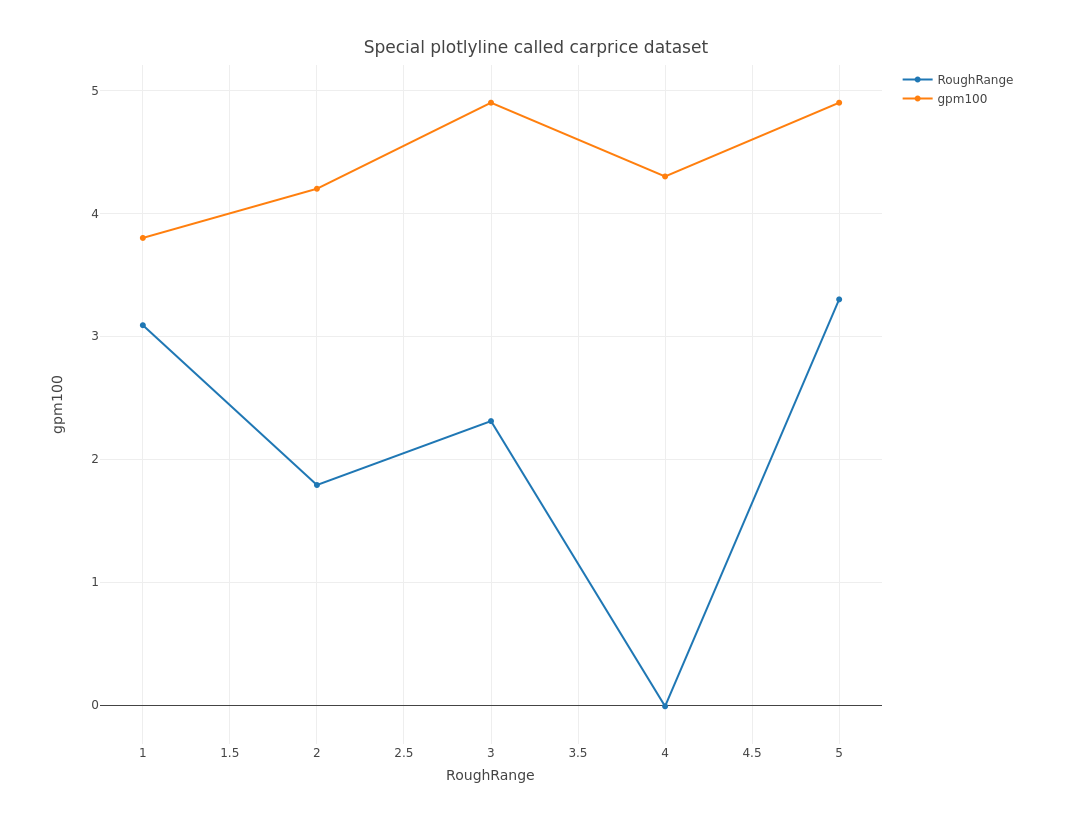 Special plotlyline called carprice dataset
RoughRange
gpm100
5
4
3
2
1
0
gpm100
1 1.5 2 2.5 3 3.5 4 4.5 5
RoughRange